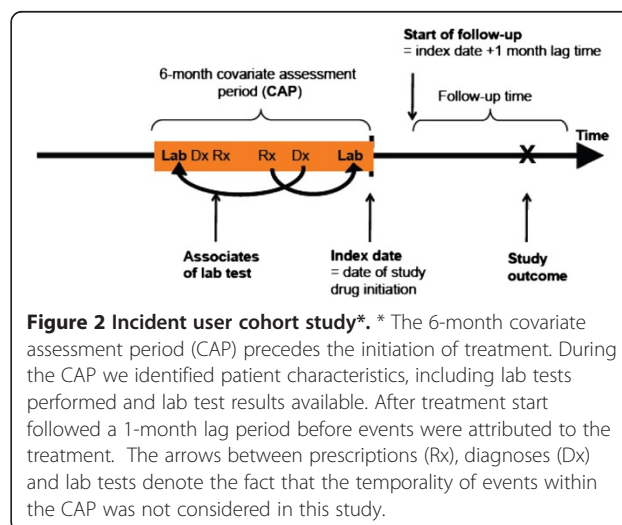 Start of follow-up
= index date +1 month lag time
6-month covariate assessment
period (CAP)
Follow-up time
Time
Lab Dx Rx Rx Dx Lab
X
Associates
of lab test
Index date
= date of study
drug initiation
Study
outcome
Figure 2 Incident user cohort study*. * The 6-month covariate
assessment period (CAP) precedes the initiation of treatment. During
the CAP we identified patient characteristics, including lab tests
performed and lab test results available. After treatment start
followed a 1-month lag period before events were attributed to the
treatment. The arrows between prescriptions (Rx), diagnoses (Dx)
and lab tests denote the fact that the temporality of events within
the CAP was not considered in this study.